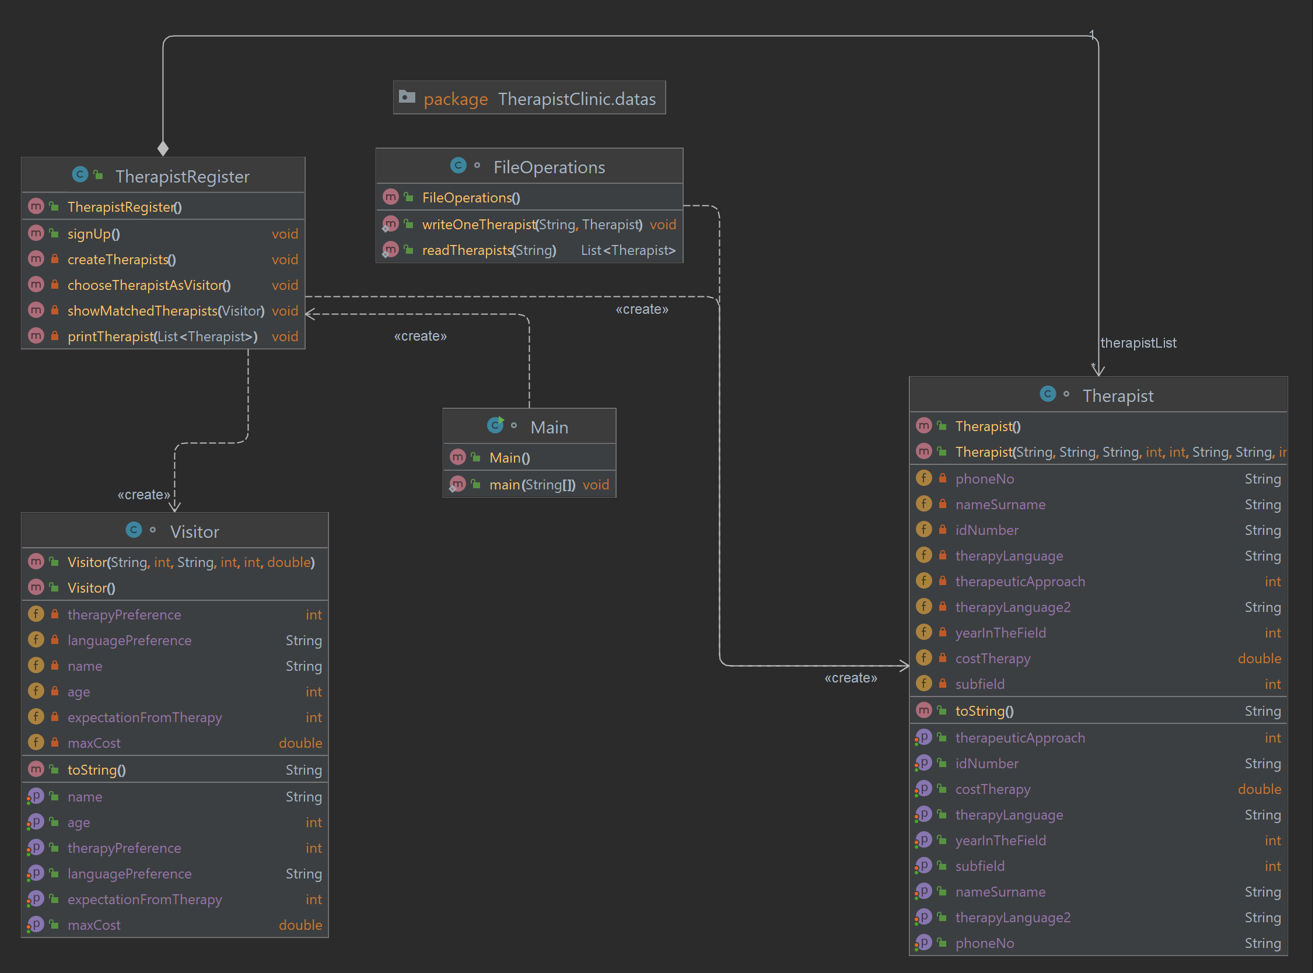 1
package TherapistClinic.datas
TherapistRegister
TherapistRegister()
signUp() void
createTherapists() void
chooseTherapistAsVisitor() void
showMatchedTherapists(Visitor) void
printTherapist(List<Therapist>) void
FileOperations
FileOperations()
writeOneTherapist(String, Therapist) void
readTherapists(String) List<Therapist>
«create»
«create»
therapistList
*
Main
Main()
main(String[]) void
«create»
«create»
Visitor
Visitor(String, int, String, int, int, double)
Visitor()
therapyPreference int
languagePreference String
name String
age int
expectationFromTherapy int
maxCost double
toString() String
name String
age int
therapyPreference int
languagePreference String
expectationFromTherapy int
maxCost double
Therapist
Therapist()
Therapist(String, String, String, int, int, String, String, in
phoneNo String
nameSurname String
idNumber String
therapyLanguage String
therapeuticApproach int
therapyLanguage2 String
yearInTheField int
costTherapy double
subfield int
toString() String
therapeuticApproach int
idNumber String
costTherapy double
therapyLanguage String
yearInTheField int
subfield int
nameSurname String
therapyLanguage2 String
phoneNo String